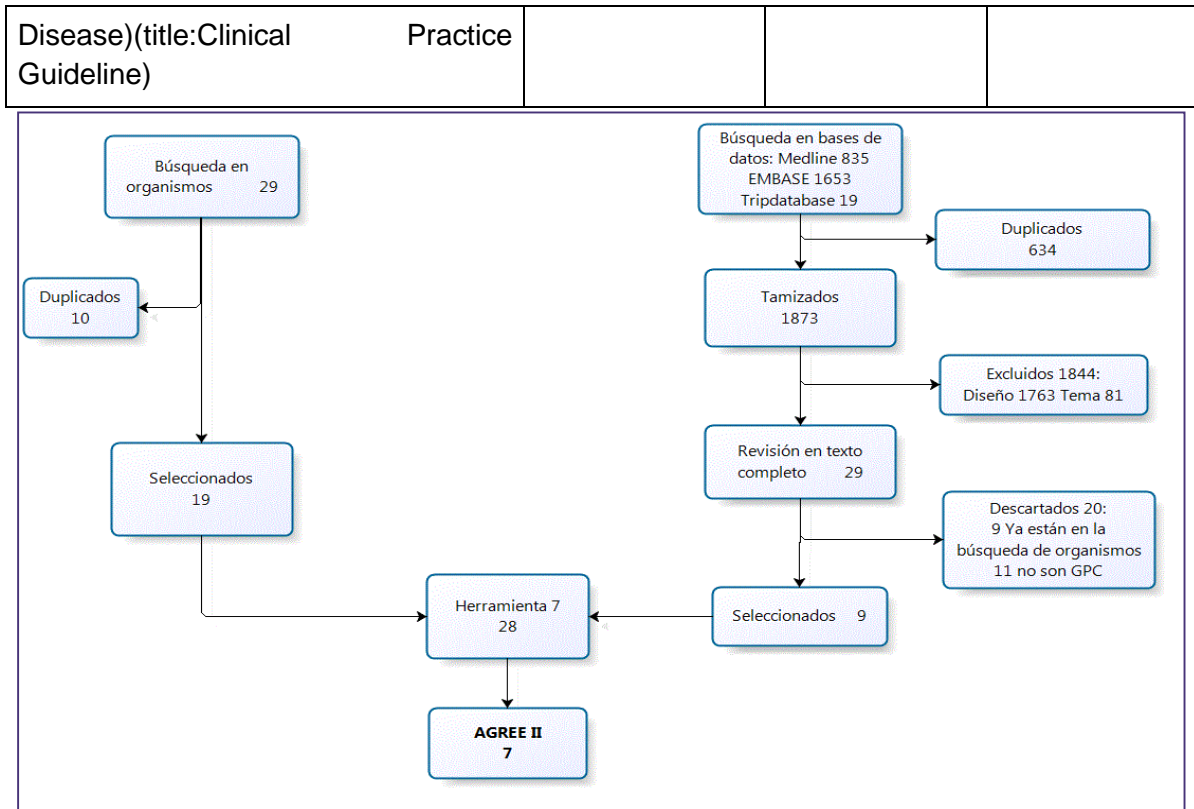 Disease)(title:Clinical Practice
Guideline)
Búsqueda en
organismos 29
Duplicados
10
Seleccionados
19
Búsqueda en bases de
datos: Medline 835
EMBASE 1653
Tripdatabase 19
Duplicados
634
Tamizados
1873
Excluidos 1844:
Diseño 1763 Tema 81
Revisión en texto
completo 29
Descartados 20:
9 Ya están en la
búsqueda de organismos
11 no son GPC
Seleccionados 9
Herramienta 7
28
AGREE II
7